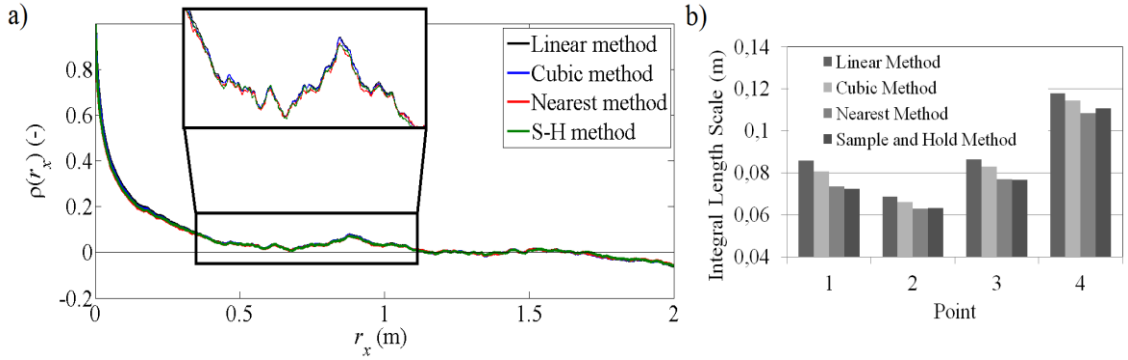 a)
Linear method
Cubic method
Nearest method
S-H method
0.8
0.6
0.4
0.2
0
-0.2
ρ(r_x) (-)
0
0.5
1
1.5
2
r_x (m)
b)
0,14
0,12
0,1
0,08
0,06
0,04
Integral Length Scale (m)
Linear Method
Cubic Method
Nearest Method
Sample and Hold Method
1
2
3
4
Point